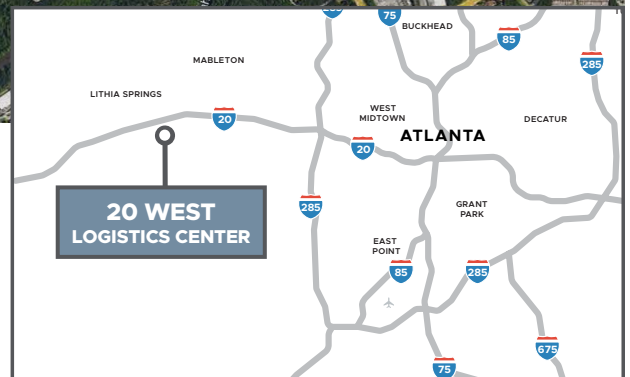 75
BUCKHEAD
85
285
MABLETON
LITHIA SPRINGS
20
WEST
MIDTOWN
ATLANTA
DECATUR
20
20 WEST
LOGISTICS CENTER
285
GRANT
PARK
EAST
POINT
85
285
675
75